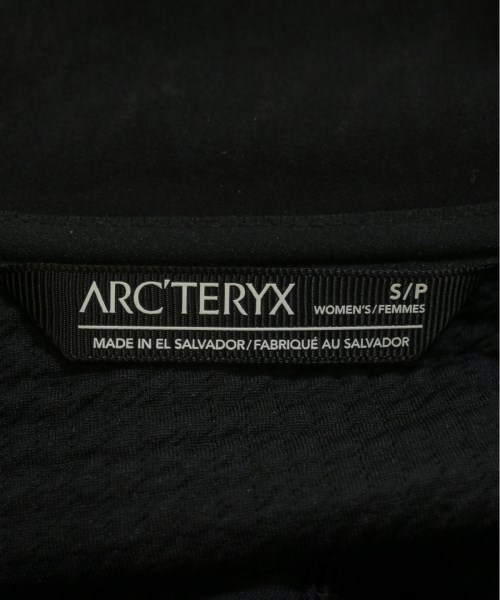 ARC'TERYX
S/P
WOMEN'S/FEMMES
MADE IN EL SALVADOR/FABRIQUÉ AU SALVADOR